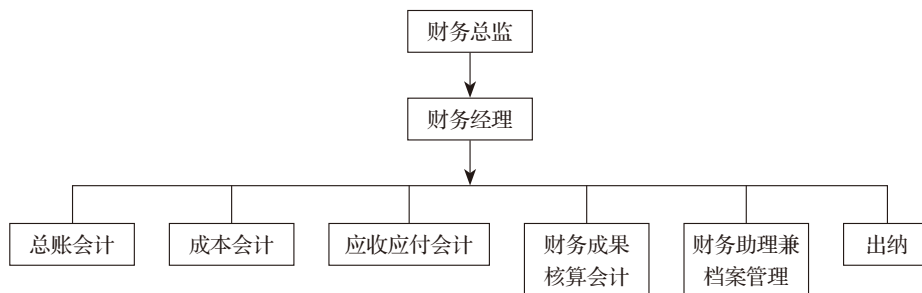 财务总监
财务经理
总账会计
成本会计
应收应付会计
财务成果
核算会计
财务助理兼
档案管理
出纳